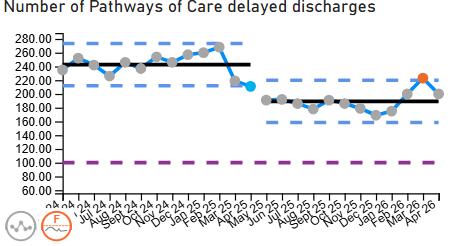 Number of Pathways of Care delayed discharges
280.00
260.00
240.00
220.00
200.00
180.00
160.00
140.00
120.00
100.00
80.00
60.00
24
24
24
Jul 24
Aug 24
Sept 24
Oct 24
Nov 24
Dec 24
Jan 25
Feb 25
Mar 25
Apr 25
May 25
Jun 25
Jul 25
Aug 25
Sept 25
Oct 25
Nov 25
Dec 25
Jan 26
Feb 26
Mar 26
Apr 26
F